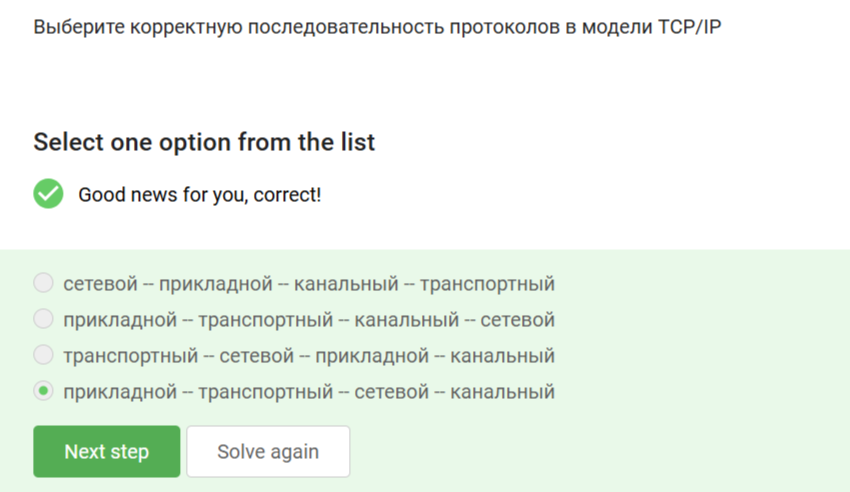 Выберите корректную последовательность протоколов в модели TCP/IP
Select one option from the list
Good news for you, correct!
сетевой -- прикладной -- канальный -- транспортный
прикладной -- транспортный -- канальный -- сетевой
транспортный -- сетевой -- прикладной -- канальный
прикладной -- транспортный -- сетевой -- канальный
Next step
Solve again